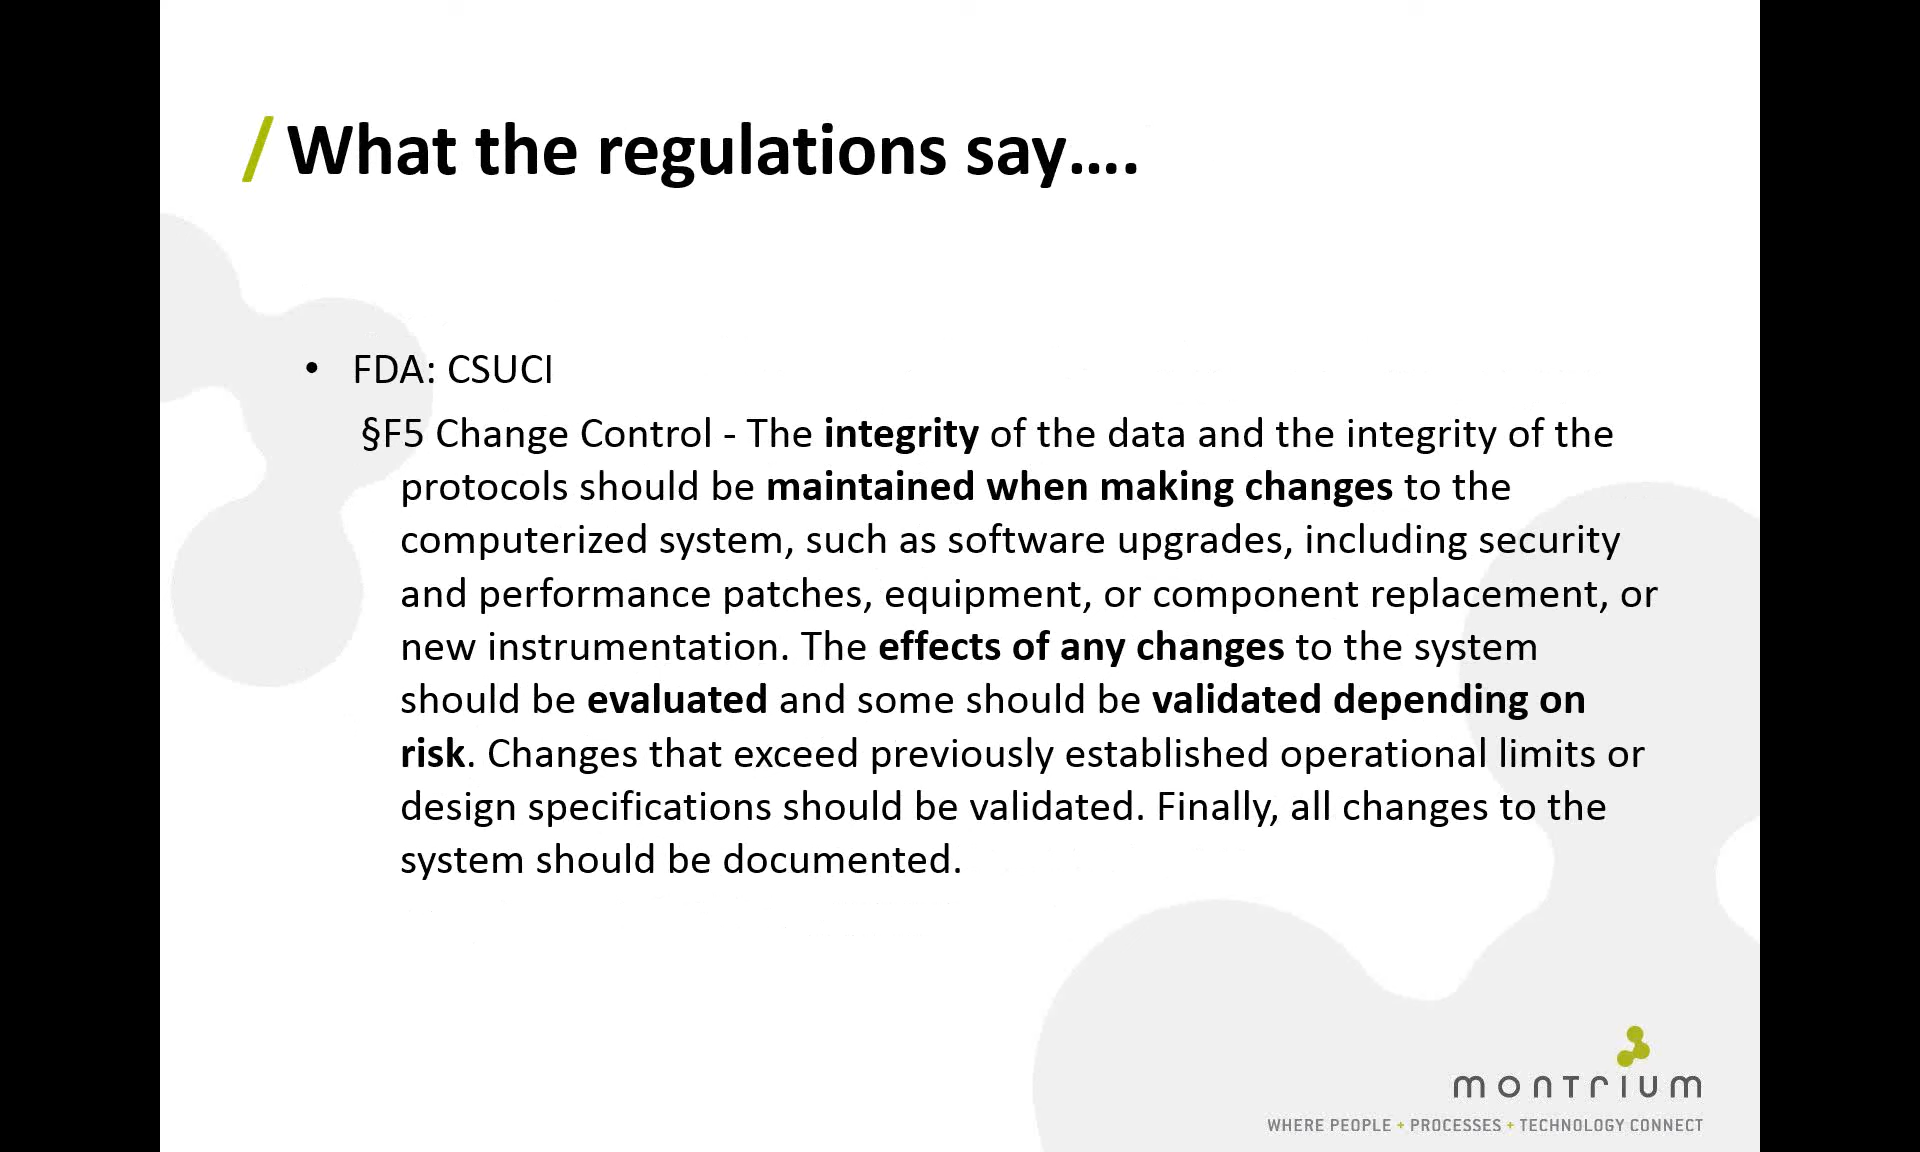 / What the regulations say....
• FDA: CSUCI
§F5 Change Control - The integrity of the data and the integrity of the
protocols should be maintained when making changes to the
computerized system, such as software upgrades, including security
and performance patches, equipment, or component replacement, or
new instrumentation. The effects of any changes to the system
should be evaluated and some should be validated depending on
risk. Changes that exceed previously established operational limits or
design specifications should be validated. Finally, all changes to the
system should be documented.
montrium
WHERE PEOPLE + PROCESSES + TECHNOLOGY CONNECT